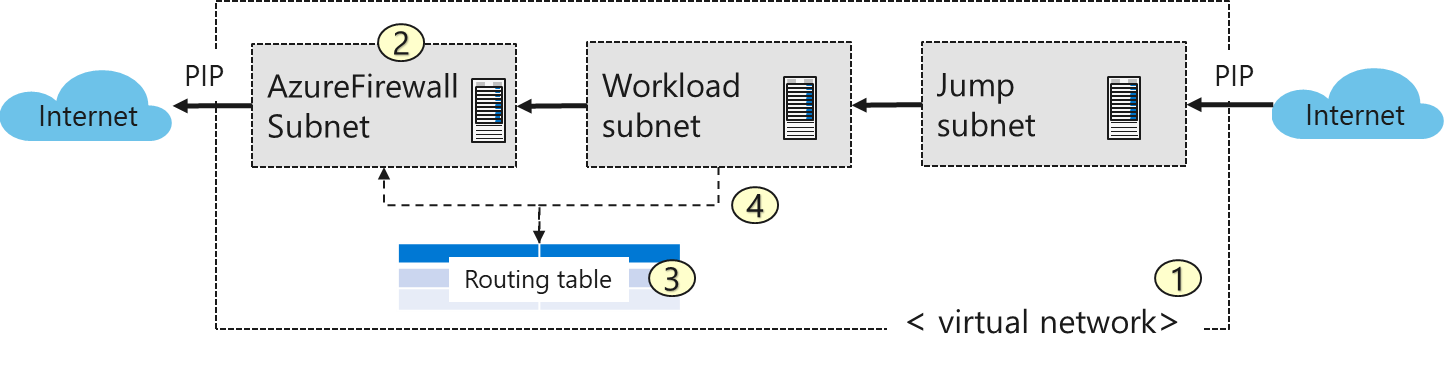 2
PIP
AzureFirewall
Subnet
Workload
subnet
Jump
subnet
PIP
Internet
Internet
4
Routing table
3
1
< virtual network>